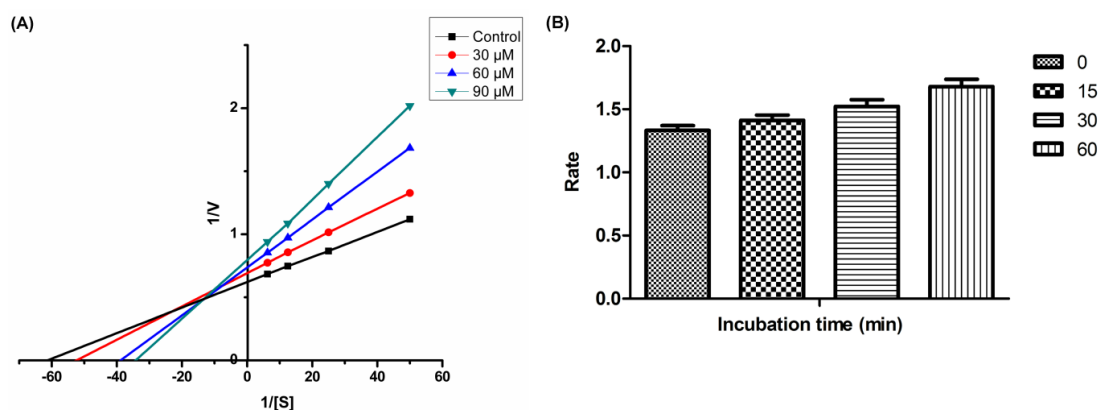 (A)
Control
30 µM
60 µM
90 µM
1/V
2
1
0
-60
-40
-20
0
20
40
60
1/[S]
(B)
2.0
1.5
1.0
0.5
0.0
Rate
Incubation time (min)
0
15
30
60